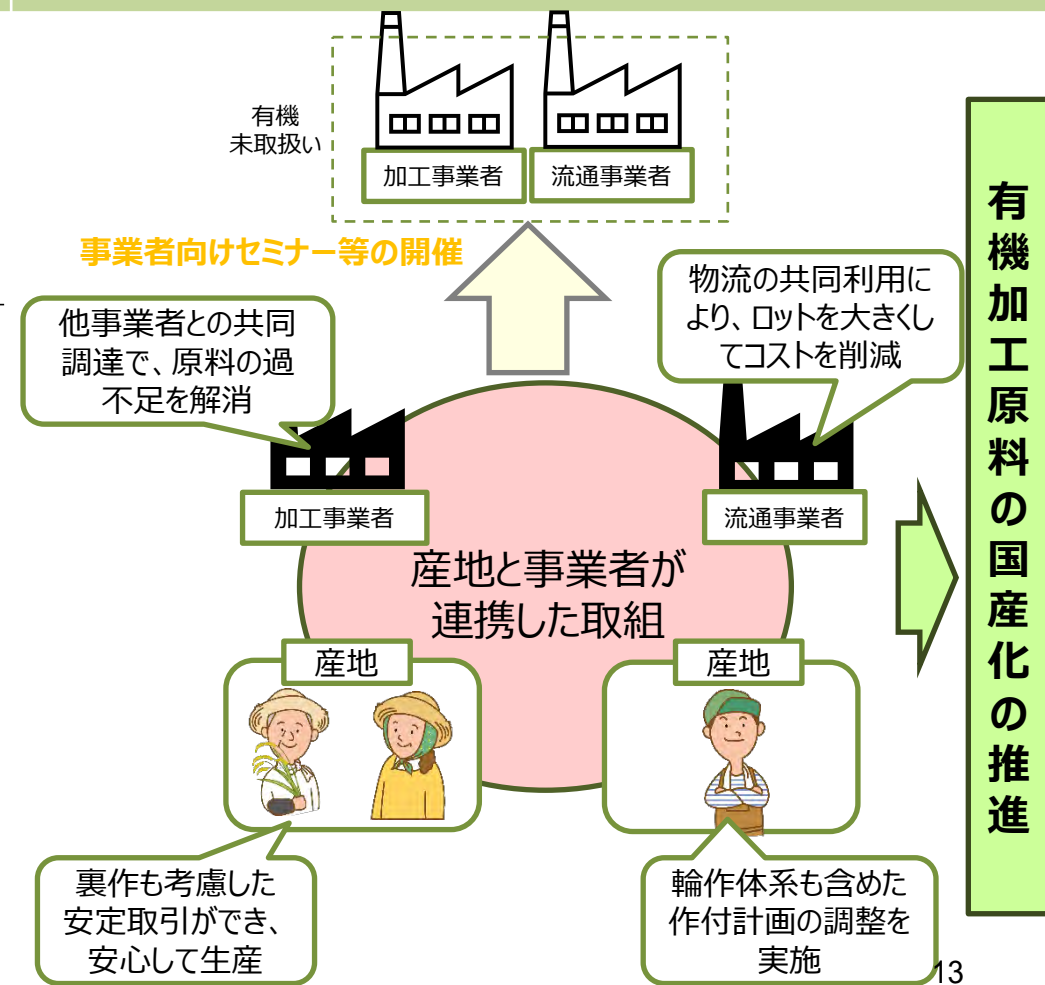 有機
未取扱い
加工事業者
流通事業者
事業者向けセミナー等の開催
他事業者との共同
調達で、原料の過
不足を解消
物流の共同利用に
より、ロットを大きくし
てコストを削減
加工事業者
流通事業者
産地と事業者が
連携した取組
産地
産地
裏作も考慮した
安定取引ができ、
安心して生産
輪作体系も含めた
作付計画の調整を
実施
有機加工原料の国産化の推進
13